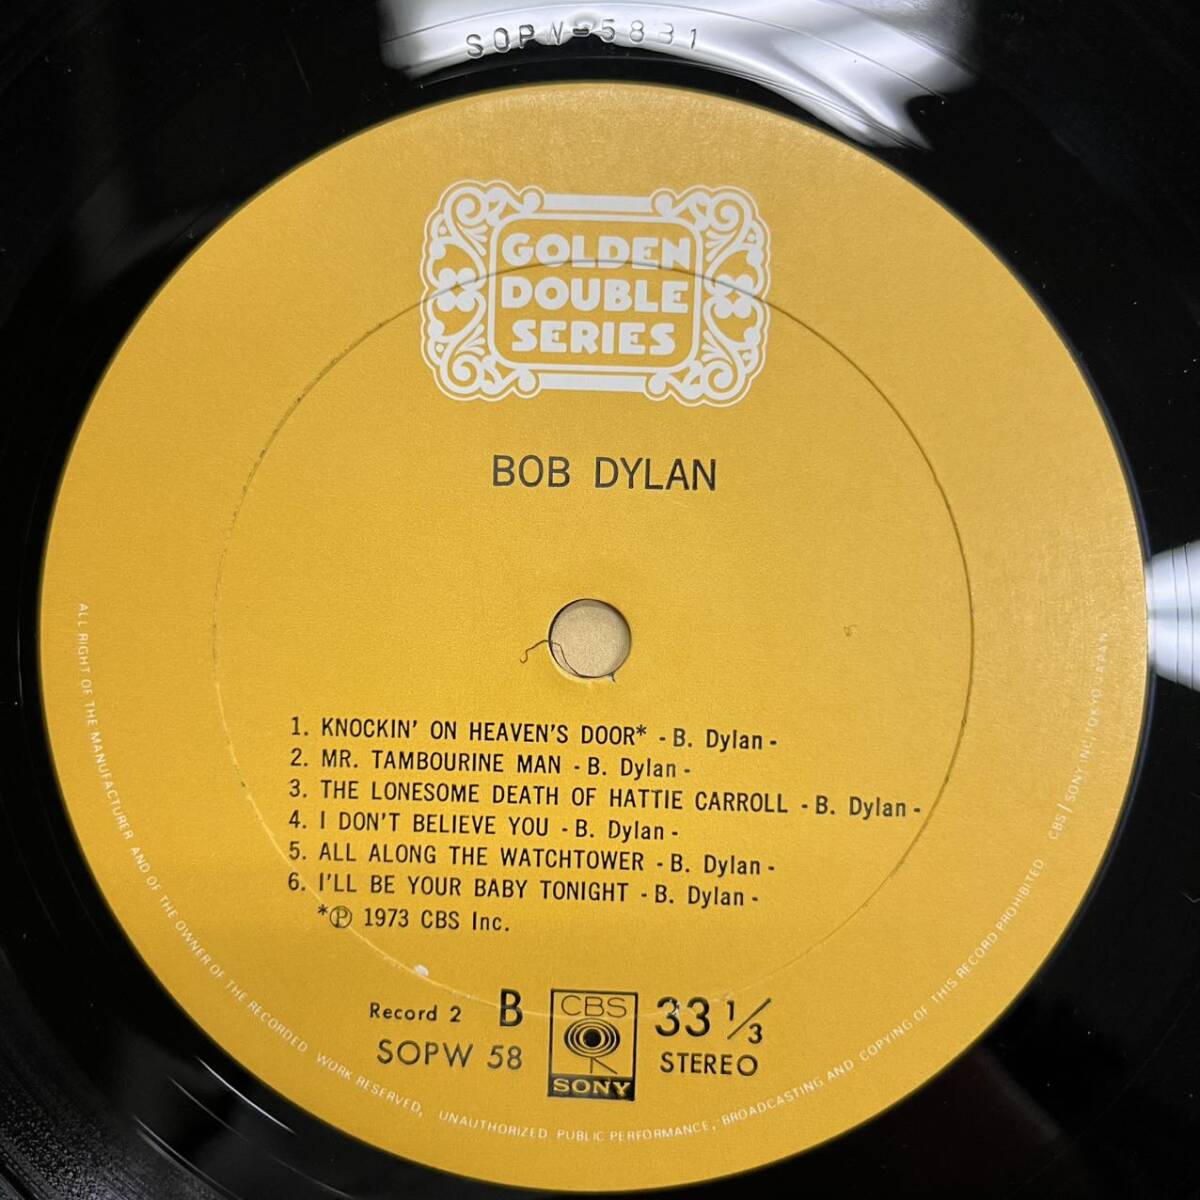 SOPW-5831
GOLDEN
DOUBLE
SERIES
BOB DYLAN
1. KNOCKIN' ON HEAVEN'S DOOR* - B. Dylan -
2. MR. TAMBOURINE MAN - B. Dylan -
3. THE LONESOME DEATH OF HATTIE CARROLL - B. Dylan -
4. I DON'T BELIEVE YOU - B. Dylan -
5. ALL ALONG THE WATCHTOWER - B. Dylan -
6. I'LL BE YOUR BABY TONIGHT - B. Dylan -
*Ⓟ 1973 CBS Inc.
Record 2 B
SOPW 58
CBS
SONY
33 1/3
STEREO
ALL RIGHT OF THE MANUFACTURER AND OF THE OWNER OF THE RECORDED WORK RESERVED, UNAUTHORIZED PUBLIC PERFORMANCE, BROADCASTING AND COPYING OF THIS RECORD PROHIBITED CBS/SONY INC. TOKYO JAPAN